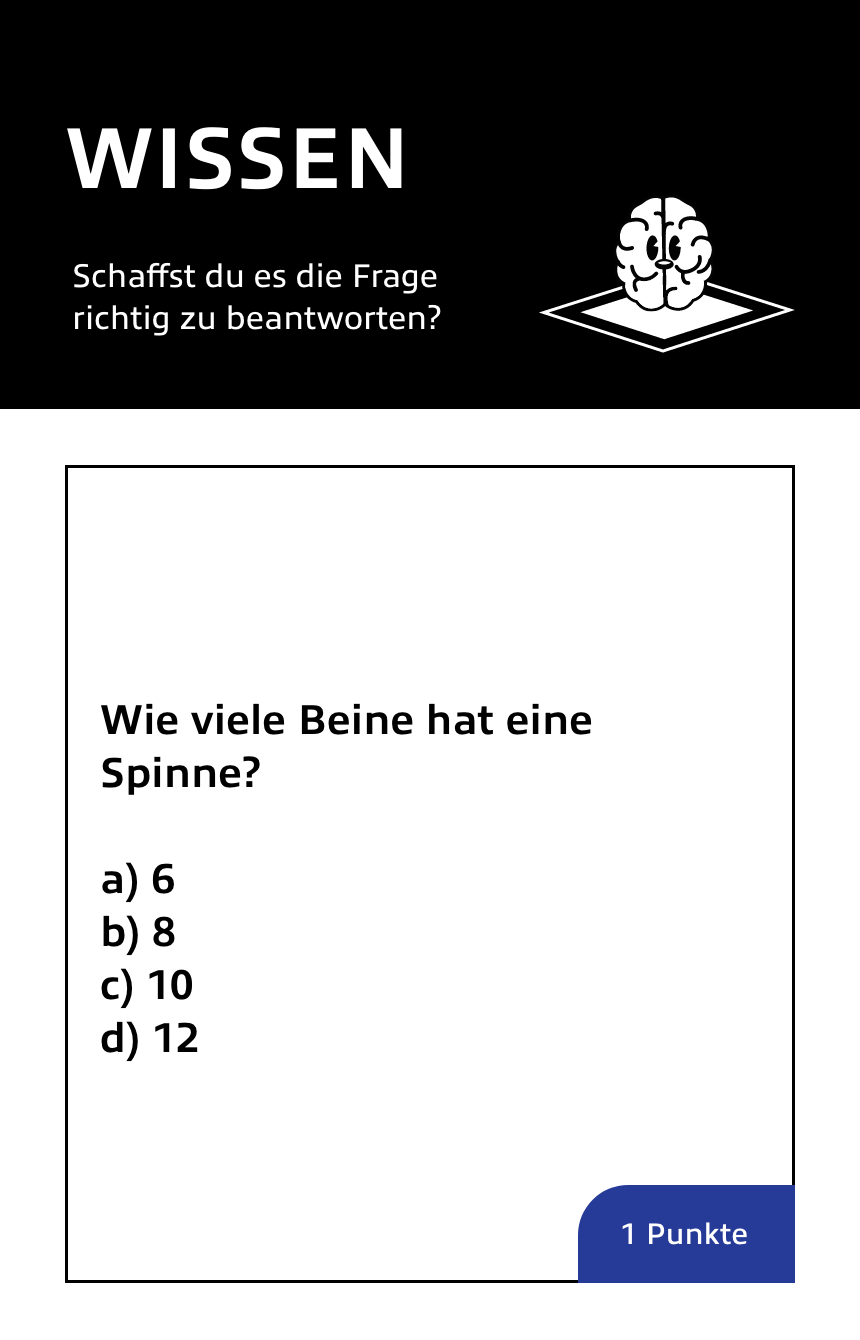 WISSEN
Schaffst du es die Frage
richtig zu beantworten?
Wie viele Beine hat eine
Spinne?
a) 6
b) 8
c) 10
d) 12
1 Punkte